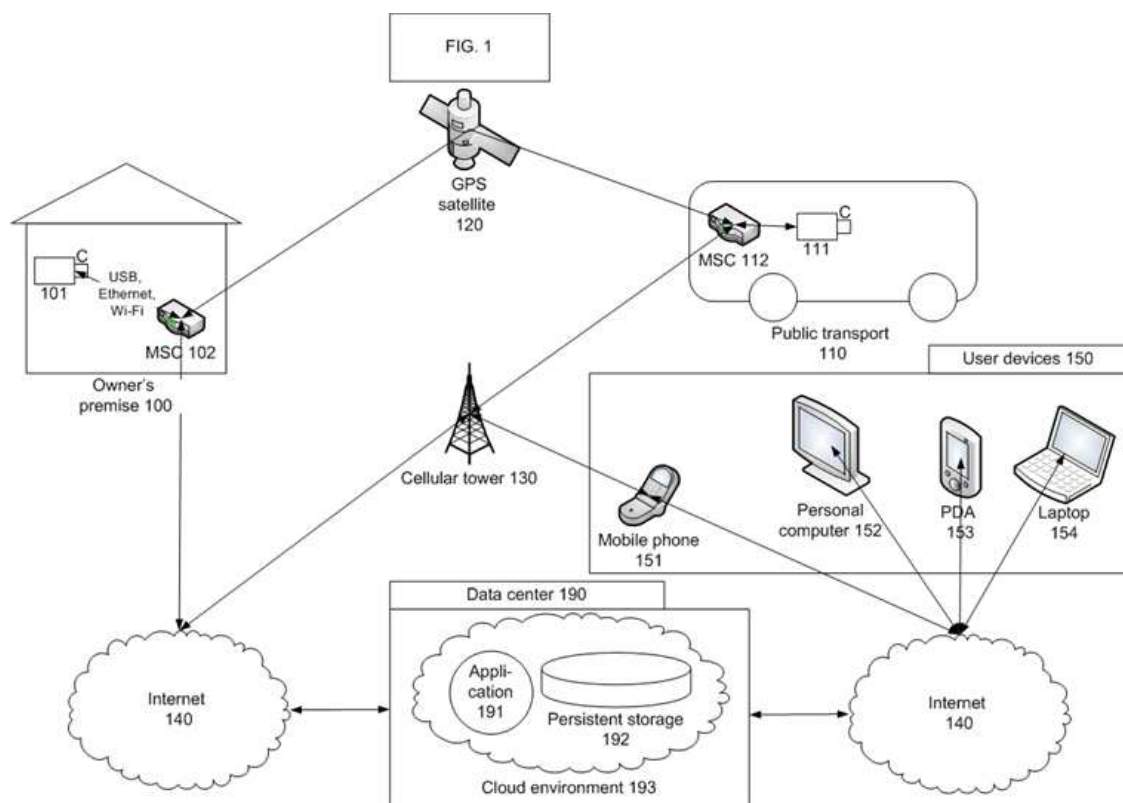 FIG. 1
GPS
satellite
120
C
101
USB,
Ethernet,
Wi-Fi
MSC 102
Owner's
premise 100
C
111
MSC 112
Public transport
110
Cellular tower 130
User devices 150
Mobile phone
151
Personal
computer 152
PDA
153
Laptop
154
Internet
140
Data center 190
Appli-
cation
191
Persistent storage
192
Cloud environment 193
Internet
140